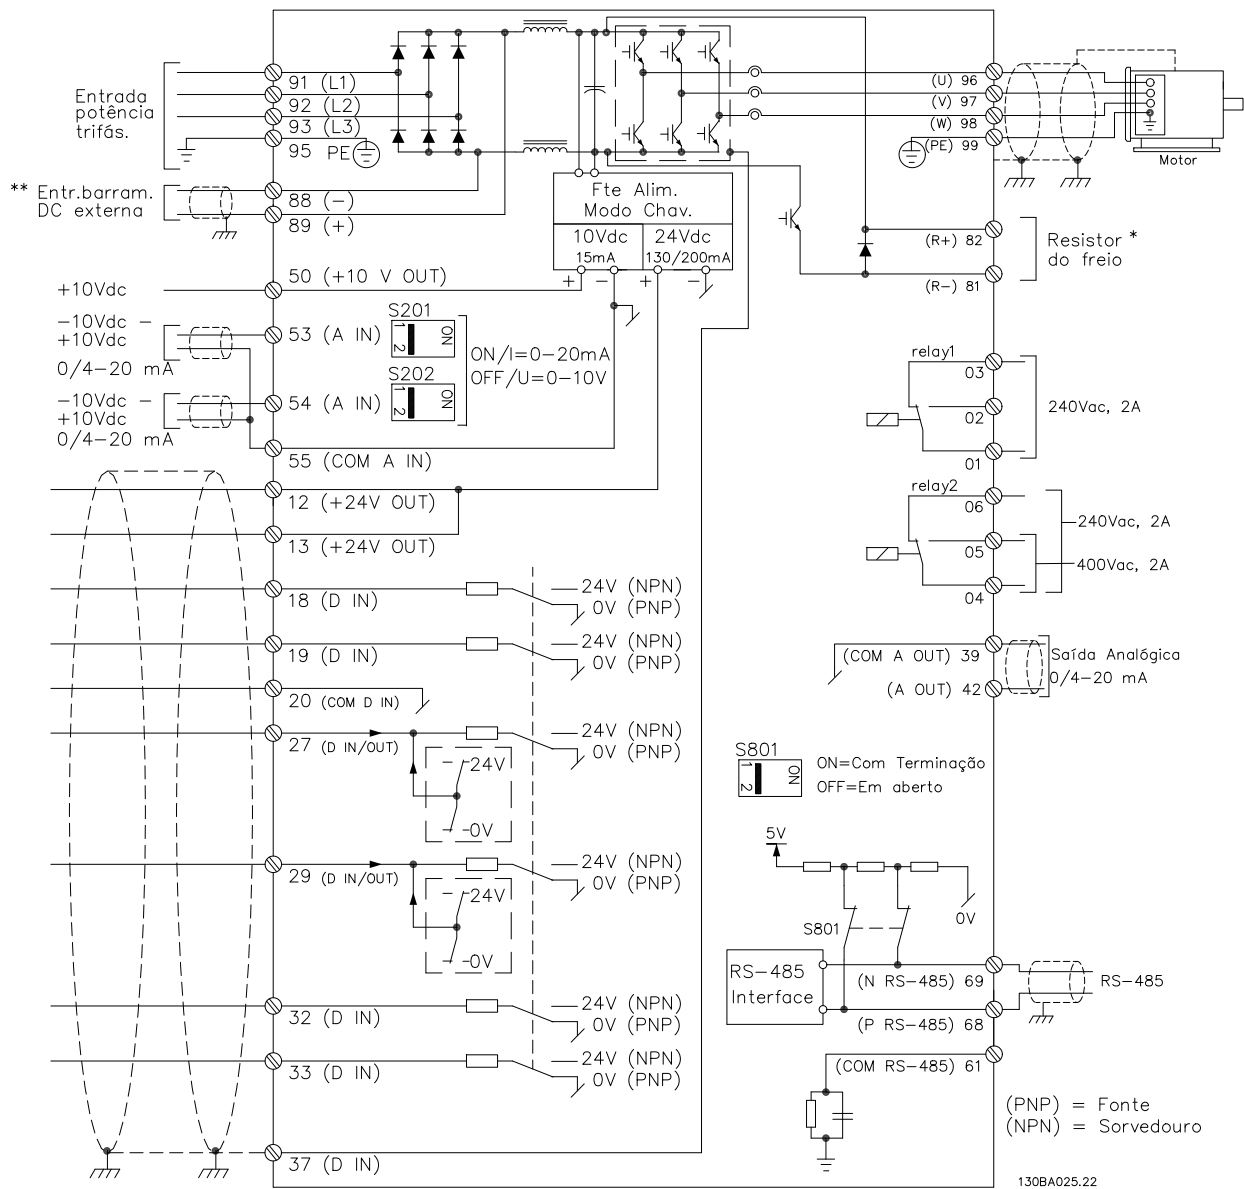 Entrada
potência
trifás.
91 (L1)
92 (L2)
93 (L3)
95 PE
** Entr.barram.
DC externa
88 (−)
89 (+)
50 (+10 V OUT)
+10Vdc
−10Vdc −
+10Vdc
0/4−20 mA
53 (A IN)
−10Vdc −
+10Vdc
0/4−20 mA
54 (A IN)
55 (COM A IN)
12 (+24V OUT)
13 (+24V OUT)
18 (D IN)
19 (D IN)
20 (COM D IN)
27 (D IN/OUT)
29 (D IN/OUT)
32 (D IN)
33 (D IN)
37 (D IN)
S201
1 2
ON
S202
1 2
ON
ON/I=0−20mA
OFF/U=0−10V
Fte Alim.
Modo Chav.
10Vdc
15mA
24Vdc
130/200mA
+ − + −
24V (NPN)
0V (PNP)
24V (NPN)
0V (PNP)
24V (NPN)
0V (PNP)
24V
0V
24V (NPN)
0V (PNP)
24V
0V
24V (NPN)
0V (PNP)
24V (NPN)
0V (PNP)
(U) 96
(V) 97
(W) 98
(PE) 99
Motor
(R+) 82
(R−) 81
Resistor *
do freio
relay1
03
02
01
240Vac, 2A
relay2
06
05
04
240Vac, 2A
400Vac, 2A
(COM A OUT) 39
(A OUT) 42
Saída Analógica
0/4−20 mA
S801
1 2
ON
ON=Com Terminação
OFF=Em aberto
5V
0V
S801
RS−485
Interface
(N RS−485) 69
(P RS−485) 68
(COM RS−485) 61
RS−485
(PNP) = Fonte
(NPN) = Sorvedouro
130BA025.22